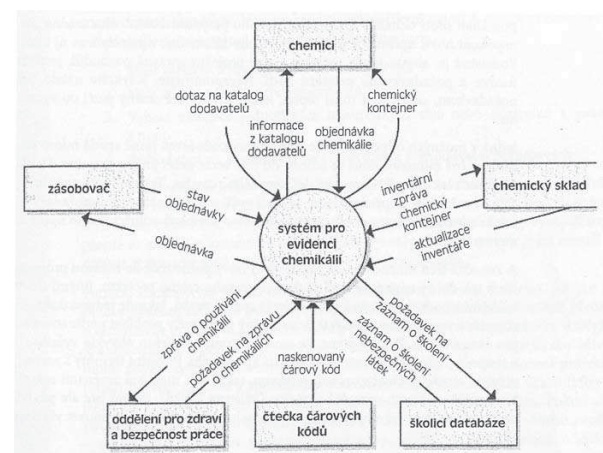 chemici
dotaz na katalog
dodavatelů
informace
z katalogu
dodavatelů
objednávka
chemikálie
chemický
kontejner
zásobovač
stav
objednávky
objednávka
systém pro
evidenci
chemikálií
inventární
zpráva
chemický
kontejner
aktualizace
inventáře
chemický sklad
zpráva o používání
chemikálií
požadavek na zprávu
o chemikáliích
naskenovaný
čárový kód
požadavek na
záznam o školení
záznam o školení
nebezpečných
látek
oddělení pro zdraví
a bezpečnost práce
čtečka čárových
kódů
školicí databáze